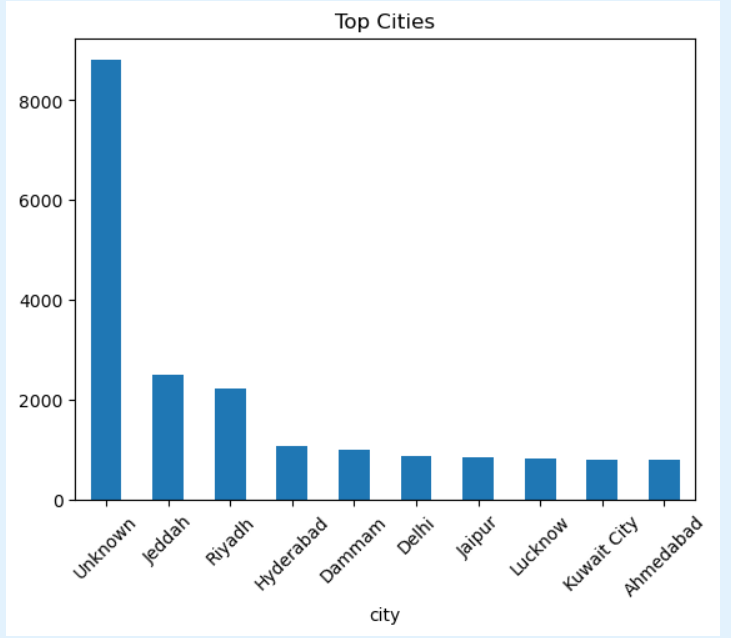 Top Cities
8000
6000
4000
2000
0
Unknown
Jeddah
Riyadh
Hyderabad
Dammam
Delhi
Jaipur
Lucknow
Kuwait City
Ahmedabad
city